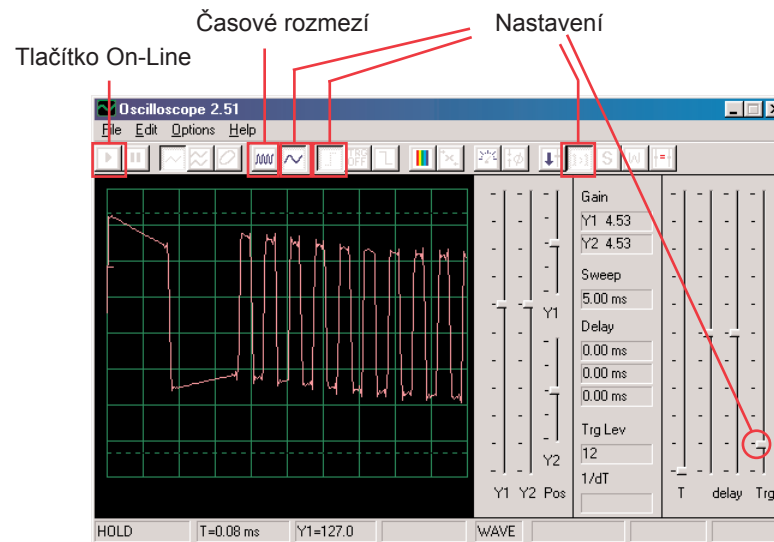 Časové rozmezí
Nastavení
Tlačítko On-Line
Oscilloscope 2.51
File Edit Options Help
TRG OFF
S
W
Gain
Y1 4.53
Y2 4.53
Sweep
5.00 ms
Delay
0.00 ms
0.00 ms
0.00 ms
Trg Lev
12
1/dT
Y1
Y2
Y1 Y2 Pos
T delay Trg
HOLD T=0.08 ms Y1=127.0 WAVE